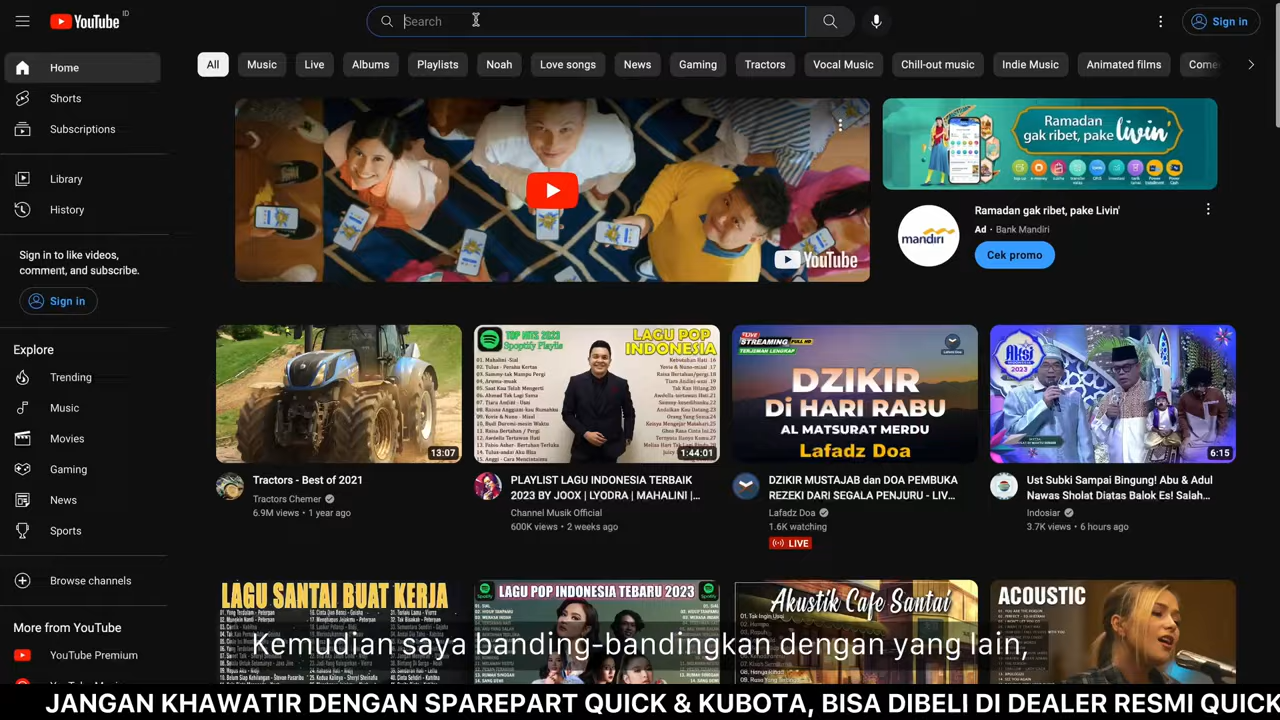 YouTube ID
Search
Sign in
Home
Shorts
Subscriptions
Library
History
Sign in to like videos,
comment, and subscribe.
Sign in
Explore
Trending
Music
Movies
Gaming
News
Sports
Browse channels
More from YouTube
YouTube Premium
All
Music
Live
Albums
Playlists
Noah
Love songs
News
Gaming
Tractors
Vocal Music
Chill-out music
Indie Music
Animated films
YouTube
Ramadan
gak ribet, pake livin'
Ramadan gak ribet, pake Livin'
mandiri
Ad • Bank Mandiri
Cek promo
13:07
Tractors - Best of 2021
Tractors Chemer
6.9M views • 1 year ago
TOP HITS 2023
Spoptify Playlis
LAGU POP
INDONESIA
1:44:01
PLAYLIST LAGU INDONESIA TERBAIK
2023 BY JOOX | LYODRA | MAHALINI |...
Channel Musik Official
600K views • 2 weeks ago
LIVE
STREAMING FULL HD
TERJEMAH LENGKAP
Lafadz Doa
DZIKIR
Di HARI RABU
AL MATSURAT MERDU
Lafadz Doa
DZIKIR MUSTAJAB dan DOA PEMBUKA
REZEKI DARI SEGALA PENJURU - LIV...
Lafadz Doa
1.6K watching
LIVE
AKSI
2023
6:15
Ust Subki Sampai Bingung! Abu & Adul
Nawas Sholat Diatas Balok Es! Salah...
Indosiar
3.7K views • 6 hours ago
LAGU SANTAI BUAT KERJA
LAGU POP INDONESIA TEBARU 2023
Akustik Cafe Santai
ACOUSTIC
Kemudian saya banding-bandingkan dengan yang lain,
JANGAN KHAWATIR DENGAN SPAREPART QUICK & KUBOTA, BISA DIBELI DI DEALER RESMI QUICK